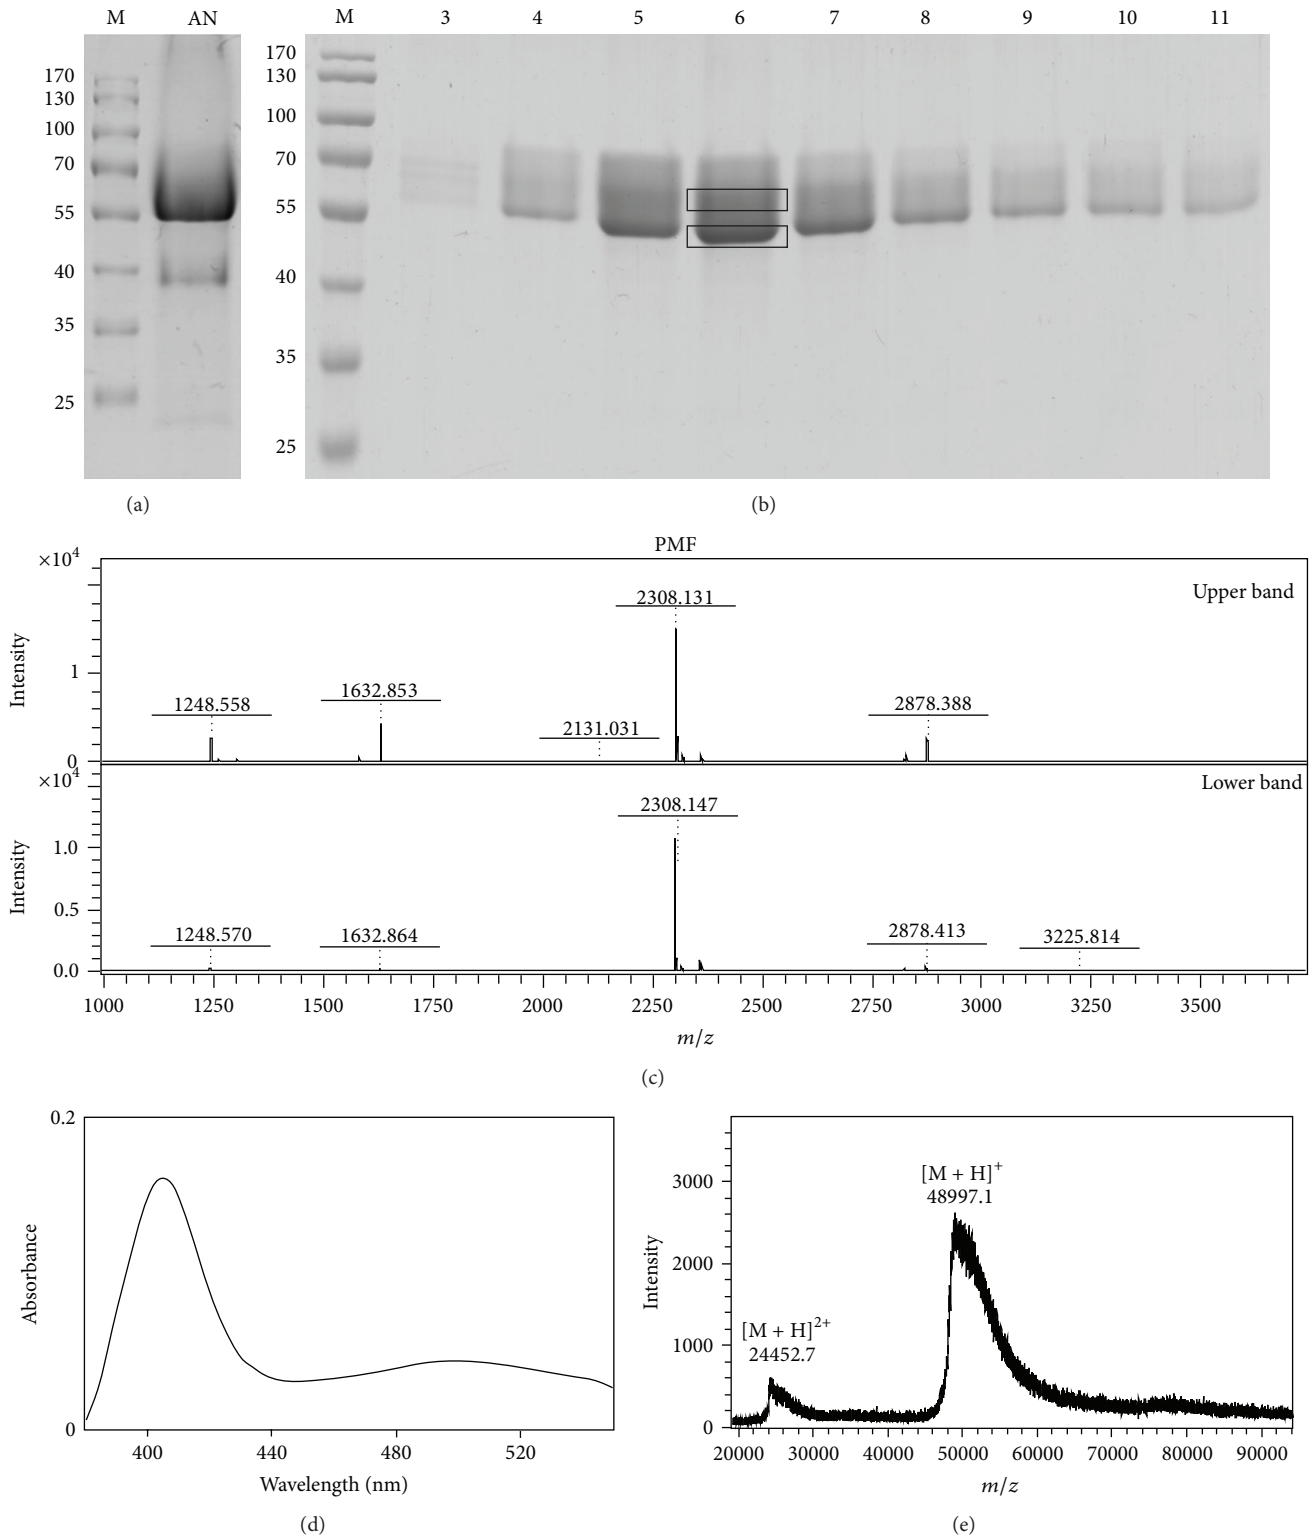 M AN
170
130
100
70
55
40
35
25
(a)
M 3 4 5 6 7 8 9 10 11
170
130
100
70
55
40
35
25
(b)
PMF
×10⁴
Upper band
2308.131
1248.558
1632.853
2131.031
2878.388
Intensity
1
0
×10⁴
Lower band
2308.147
1248.570
1632.864
2878.413
3225.814
Intensity
1.0
0.5
0.0
1000 1250 1500 1750 2000 2250 2500 2750 3000 3250 3500
m/z
(c)
0.2
Absorbance
0
400 440 480 520
Wavelength (nm)
(d)
[M + H]⁺
48997.1
[M + H]²⁺
24452.7
Intensity
3000
2000
1000
0
20000 30000 40000 50000 60000 70000 80000 90000
m/z
(e)